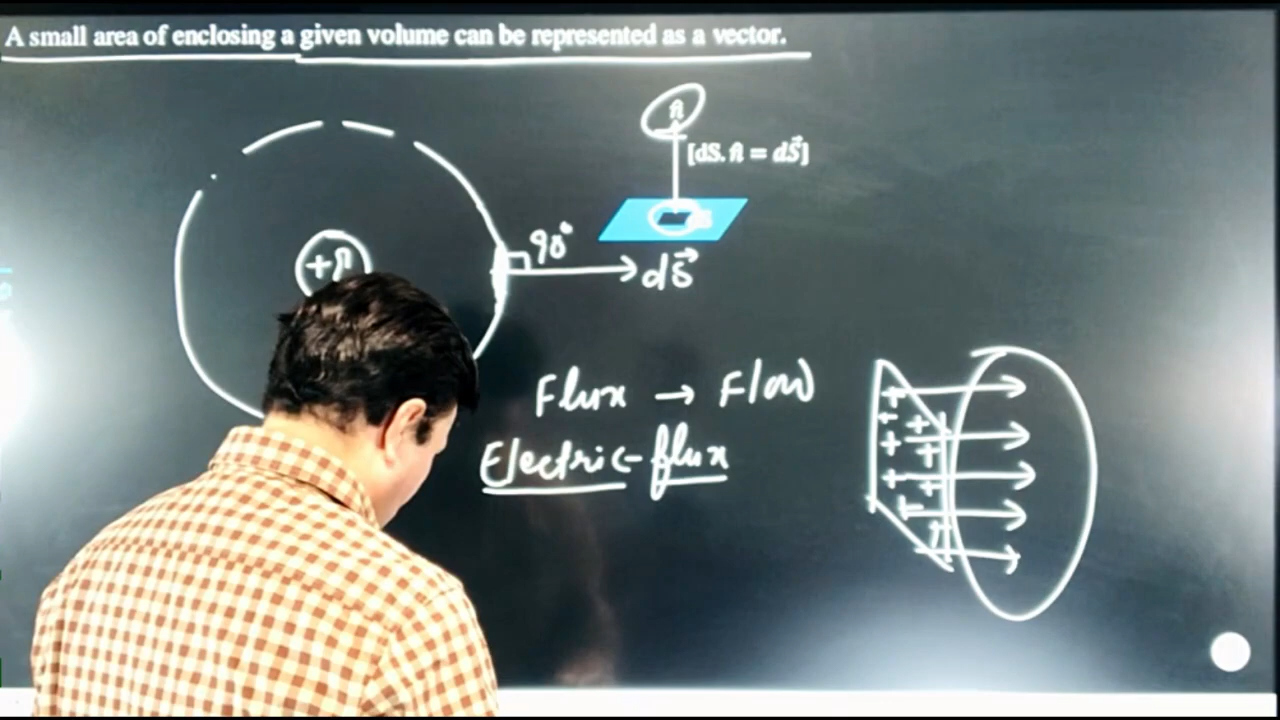 A small area of enclosing a given volume can be represented as a vector.
n̂
[dS. n̂ = dS⃗]
90°
dS⃗
Flux → Flow
Electric-flux
+ + + + + + + + +